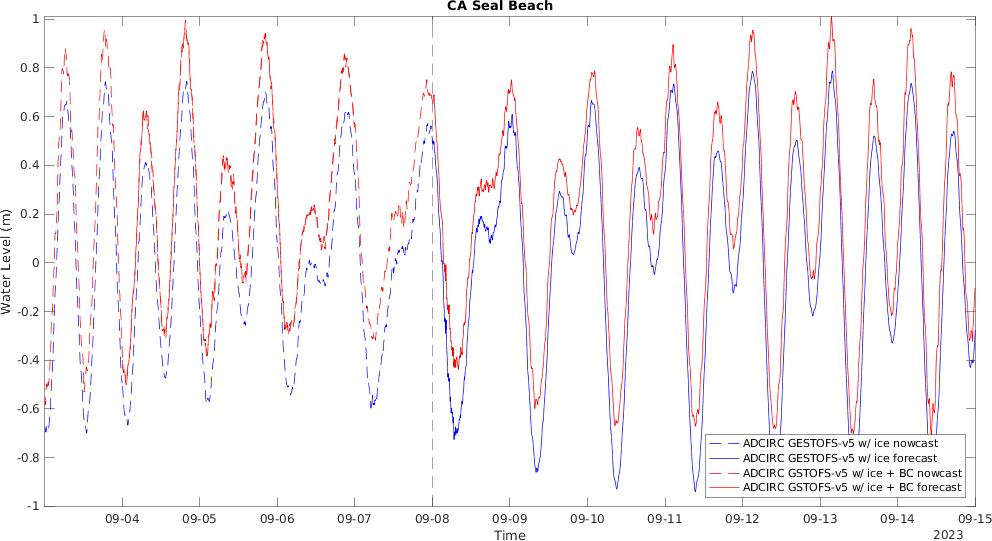 CA Seal Beach
1
0.8
0.6
0.4
0.2
0
-0.2
-0.4
-0.6
-0.8
-1
Water Level (m)
ADCIRC GESTOFS-v5 w/ ice nowcast
ADCIRC GESTOFS-v5 w/ ice forecast
ADCIRC GSTOFS-v5 w/ ice + BC nowcast
ADCIRC GSTOFS-v5 w/ ice + BC forecast
09-04 09-05 09-06 09-07 09-08 09-09 09-10 09-11 09-12 09-13 09-14 09-15
Time
2023